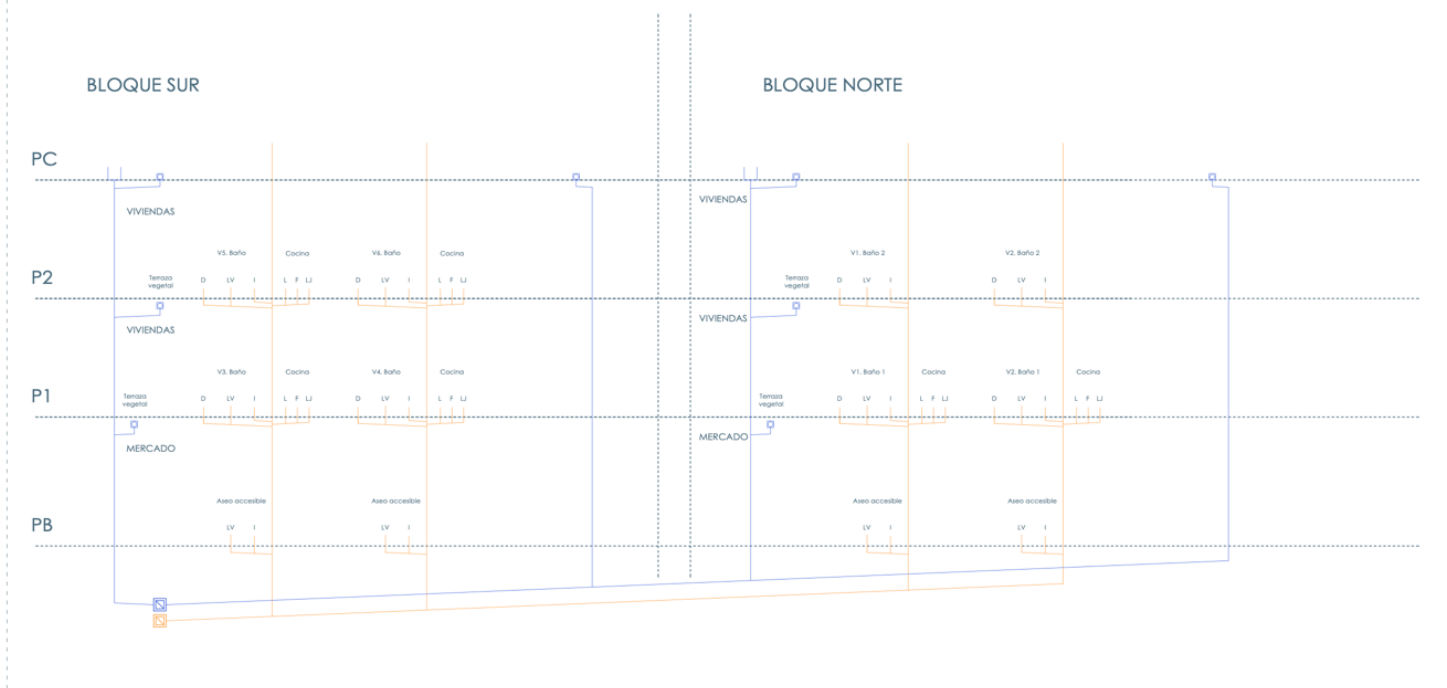 BLOQUE SUR BLOQUE NORTE
PC
VIVIENDAS VIVIENDAS
V5. Baño Cocina V6. Baño Cocina V1. Baño 2 V2. Baño 2
P2
Terraza
vegetal
D LV I L F LJ D LV I L F LJ
Terraza
vegetal
D LV I D LV I
VIVIENDAS VIVIENDAS
V3. Baño Cocina V4. Baño Cocina V1. Baño 1 Cocina V2. Baño 1 Cocina
P1
Terraza
vegetal
D LV I L F LJ D LV I L F LJ
Terraza
vegetal
D LV I L F LJ D LV I L F LJ
MERCADO MERCADO
Aseo accesible Aseo accesible Aseo accesible Aseo accesible
PB
LV I LV I LV I LV I